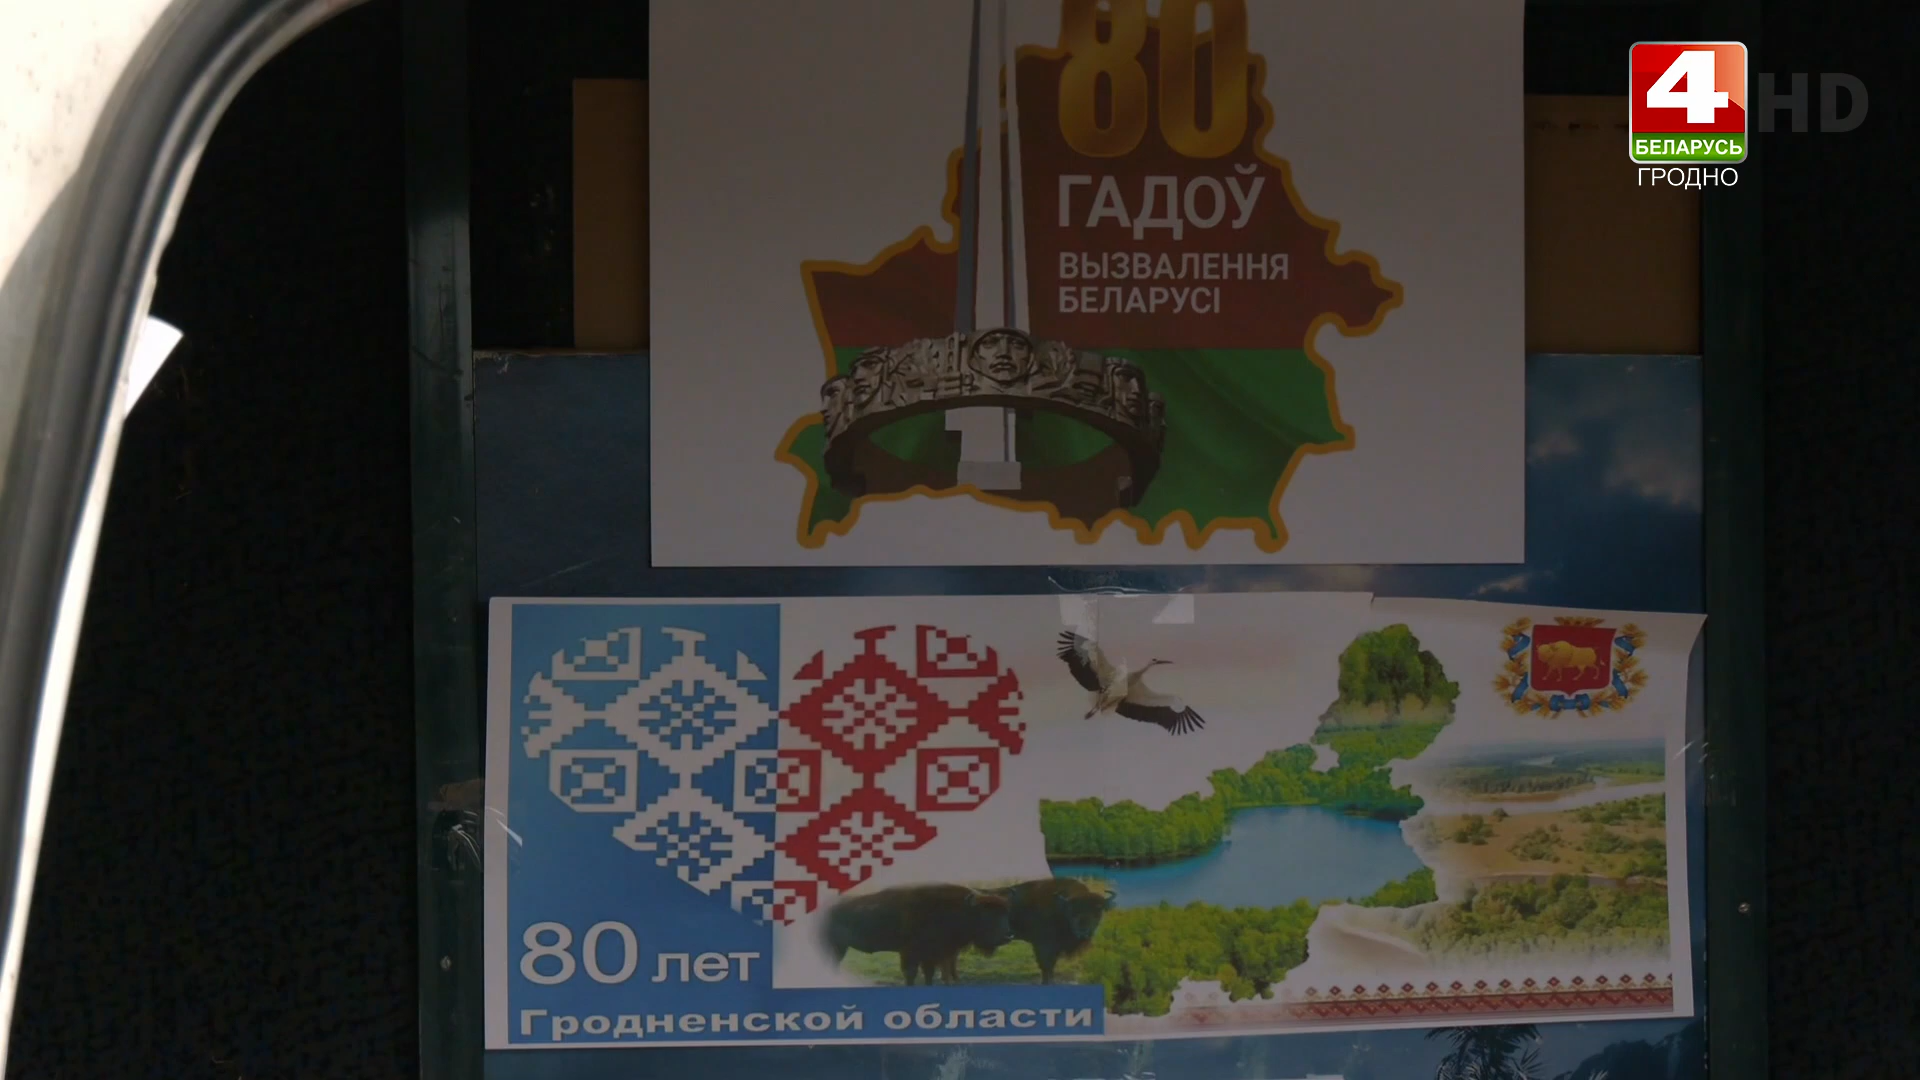 80
ГАДОЎ
ВЫЗВАЛЕННЯ
БЕЛАРУСІ
4
HD
БЕЛАРУСЬ
ГРОДНО
80 лет
Гродненской области